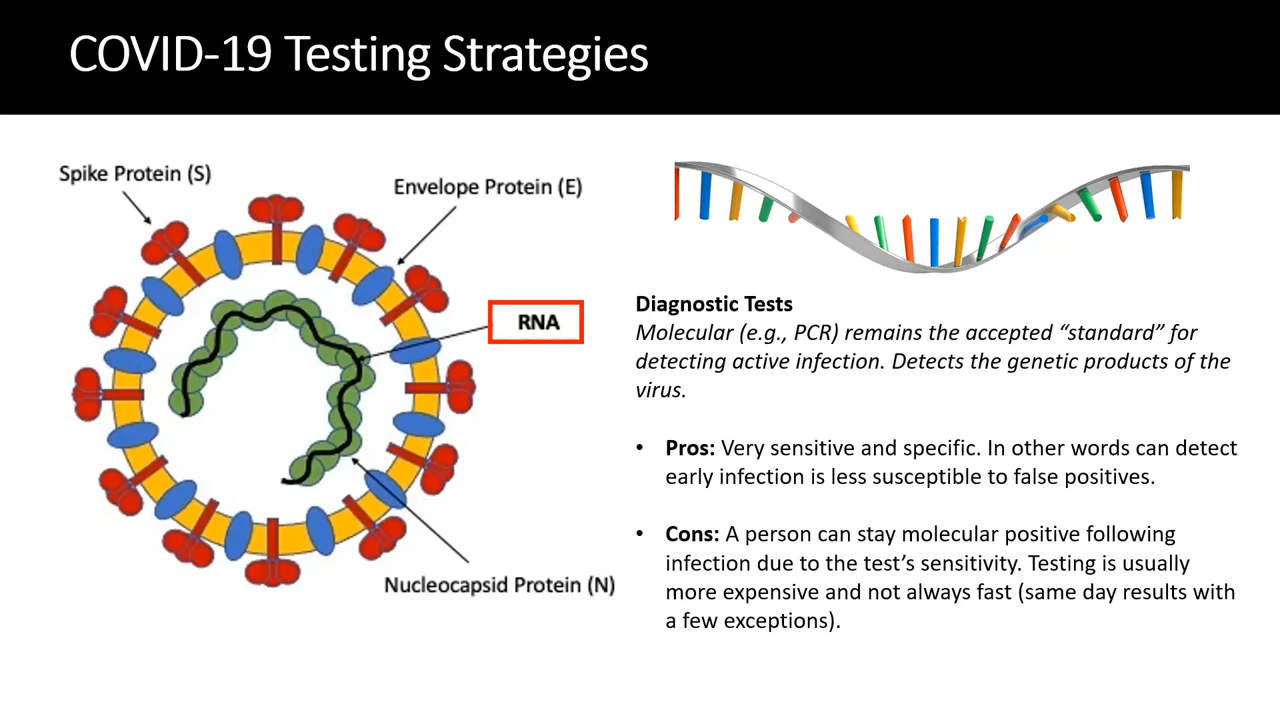 COVID-19 Testing Strategies
Spike Protein (S)
Envelope Protein (E)
RNA
Nucleocapsid Protein (N)
Diagnostic Tests
Molecular (e.g., PCR) remains the accepted “standard” for
detecting active infection. Detects the genetic products of the
virus.
• Pros: Very sensitive and specific. In other words can detect
early infection is less susceptible to false positives.
• Cons: A person can stay molecular positive following
infection due to the test’s sensitivity. Testing is usually
more expensive and not always fast (same day results with
a few exceptions).